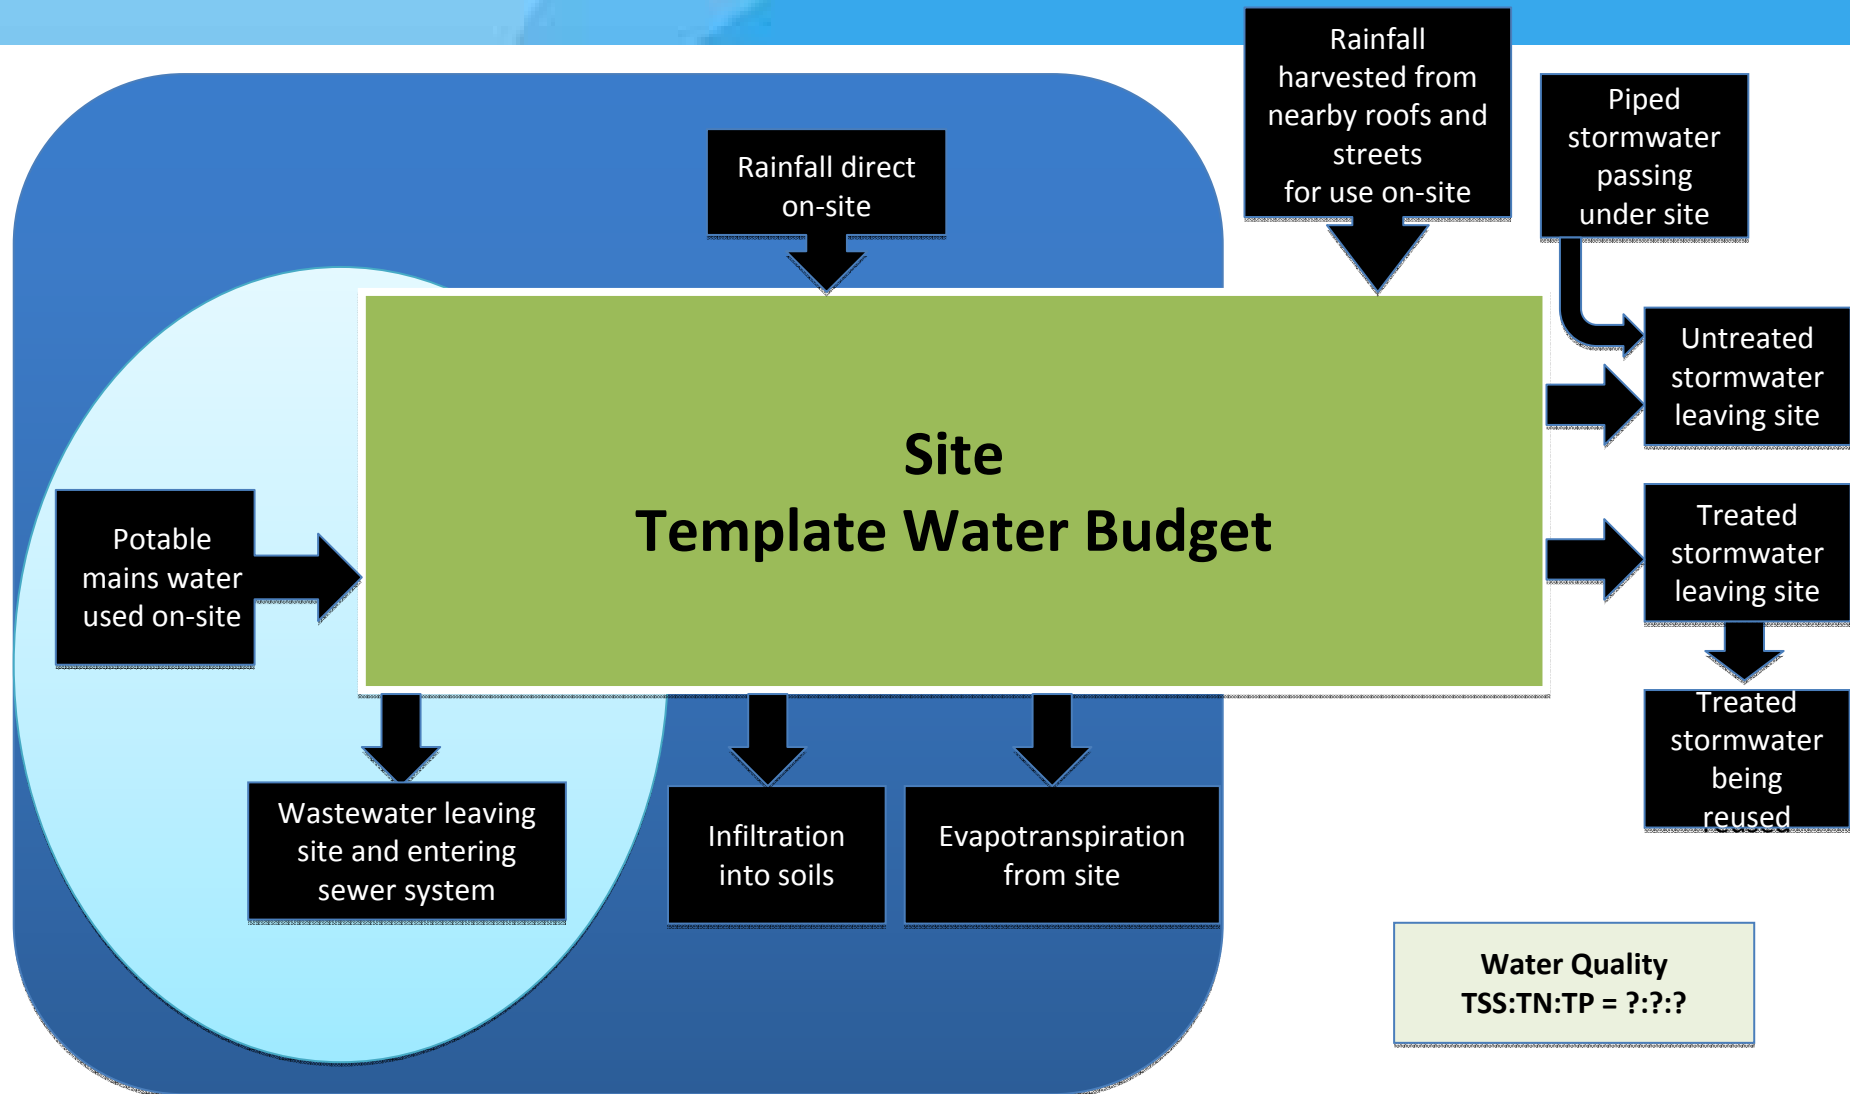 Rainfall
harvested from
nearby roofs and
streets
for use on-site
Piped
stormwater
passing
under site
Rainfall direct
on-site
Untreated
stormwater
leaving site
Site
Template Water Budget
Potable
mains water
used on-site
Treated
stormwater
leaving site
Treated
stormwater
being
reused
Wastewater leaving
site and entering
sewer system
Infiltration
into soils
Evapotranspiration
from site
Water Quality
TSS:TN:TP = ?:?:?